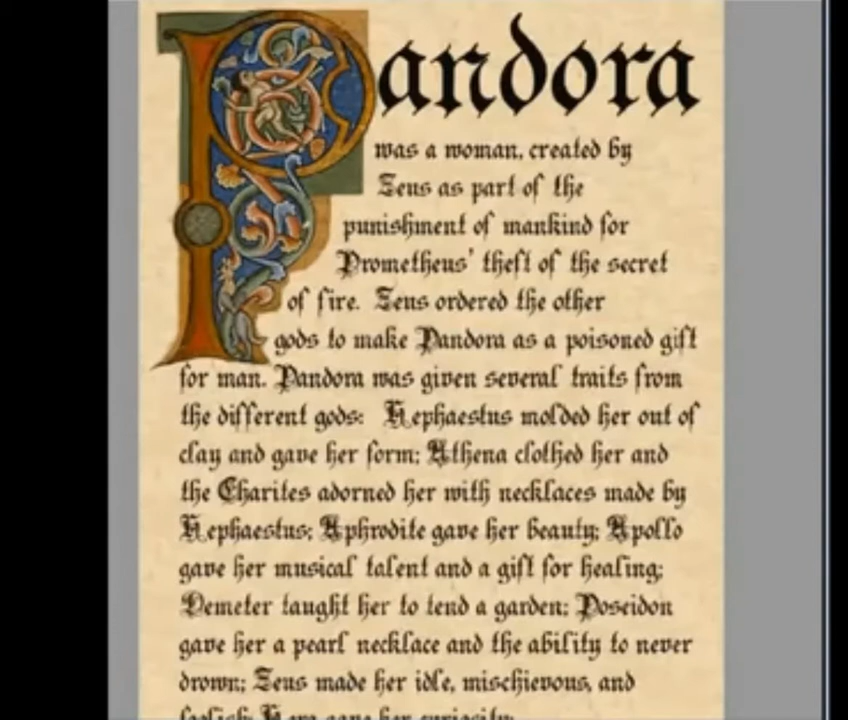 Pandora
was a woman, created by
Zeus as part of the
punishment of mankind for
Prometheus' theft of the secret
of fire. Zeus ordered the other
gods to make Pandora as a poisoned gift
for man. Pandora was given several traits from
the different gods: Hephaestus molded her out of
clay and gave her form; Athena clothed her and
the Charites adorned her with necklaces made by
Hephaestus; Aphrodite gave her beauty; Apollo
gave her musical talent and a gift for healing;
Demeter taught her to tend a garden; Poseidon
gave her a pearl necklace and the ability to never
drown; Zeus made her idle, mischievous, and
foolish; Hera gave her curiosity;